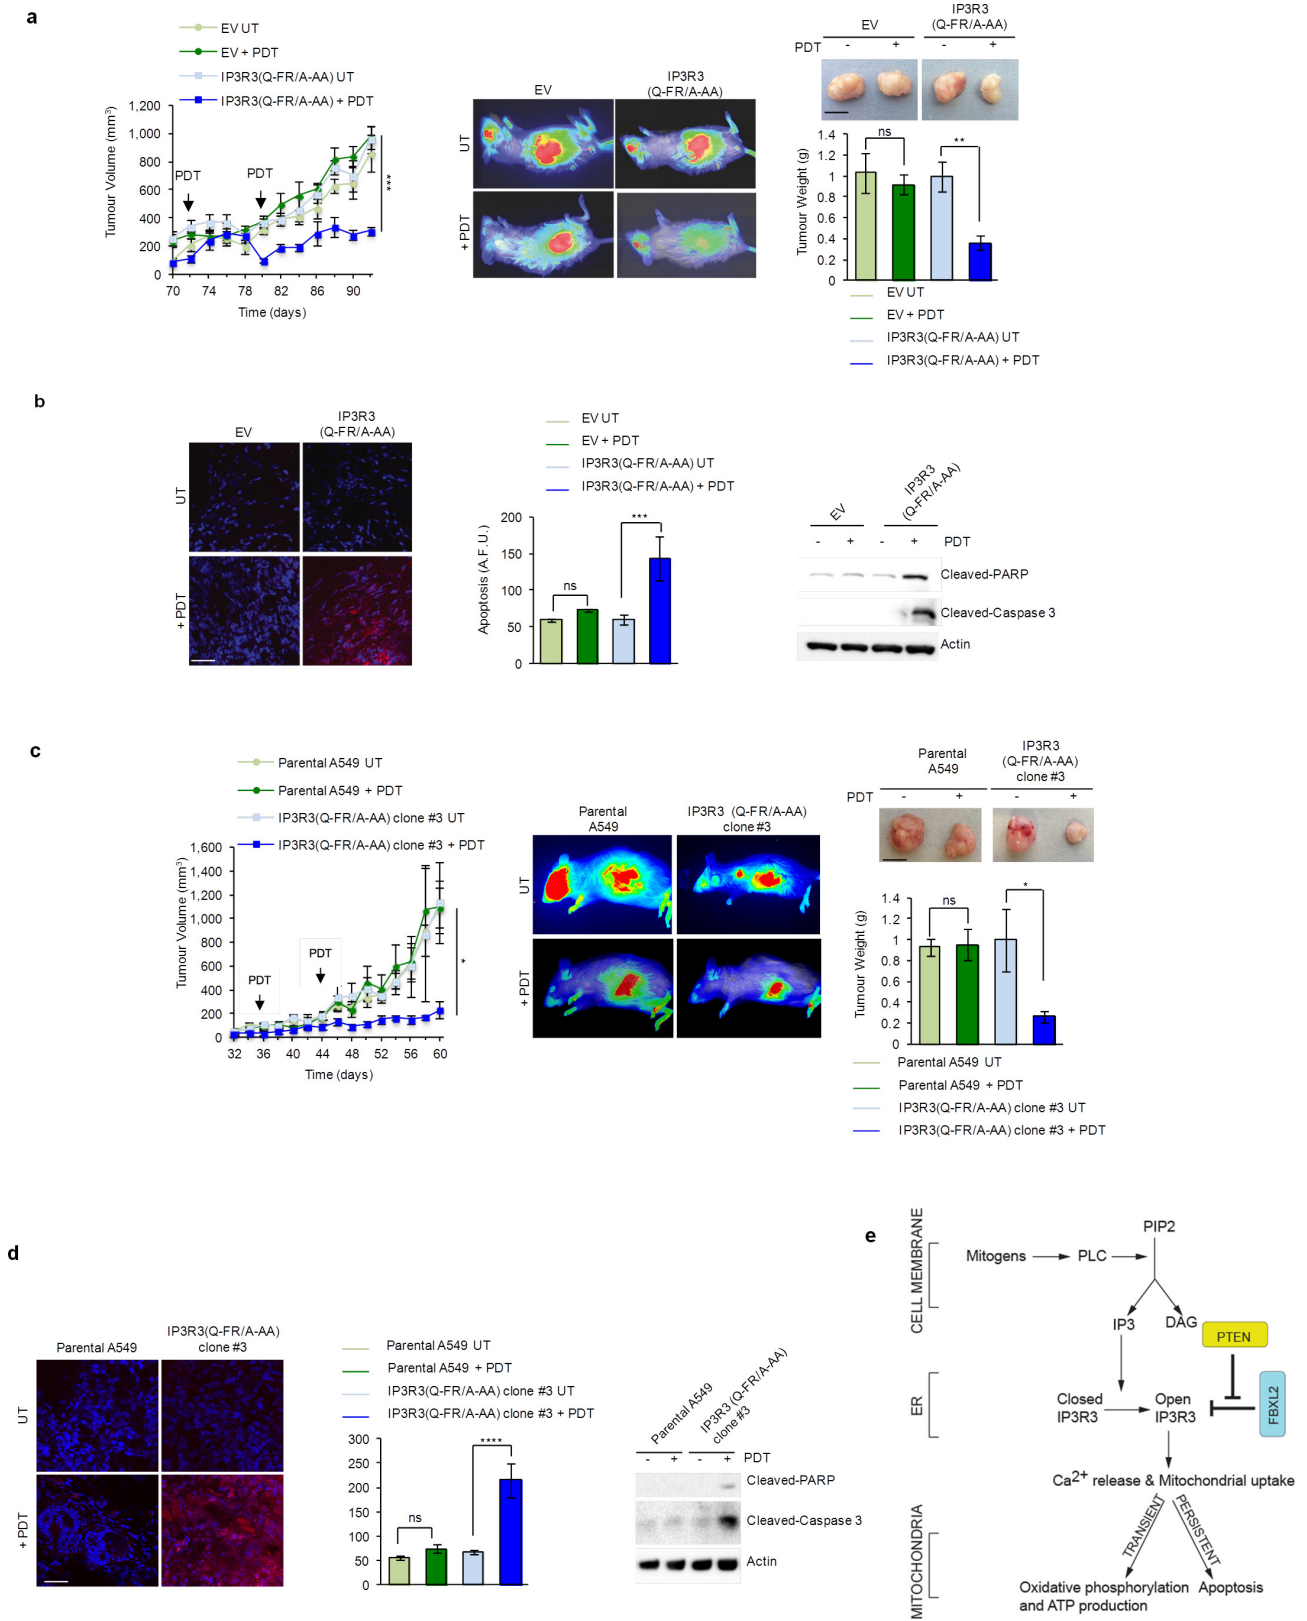 a
EV UT
EV + PDT
IP3R3(Q-FR/A-AA) UT
IP3R3(Q-FR/A-AA) + PDT
Tumour Volume (mm³)
1,200
1,000
800
600
400
200
0
PDT
PDT
***
70 74 78 82 86 90
Time (days)
EV
IP3R3
(Q-FR/A-AA)
UT
+ PDT
EV
IP3R3
(Q-FR/A-AA)
PDT - + - +
Tumour Weight (g)
1.4
1.2
1
0.8
0.6
0.4
0.2
0
ns
**
EV UT
EV + PDT
IP3R3(Q-FR/A-AA) UT
IP3R3(Q-FR/A-AA) + PDT
b
EV
IP3R3
(Q-FR/A-AA)
UT
+ PDT
EV UT
EV + PDT
IP3R3(Q-FR/A-AA) UT
IP3R3(Q-FR/A-AA) + PDT
Apoptosis (A.F.U.)
200
150
100
50
0
ns
***
EV
IP3R3
(Q-FR/A-AA)
- + - + PDT
Cleaved-PARP
Cleaved-Caspase 3
Actin
c
Parental A549 UT
Parental A549 + PDT
IP3R3(Q-FR/A-AA) clone #3 UT
IP3R3(Q-FR/A-AA) clone #3 + PDT
Tumour Volume (mm³)
1,600
1,400
1,200
1,000
800
600
400
200
0
PDT
PDT
*
32 36 40 44 48 52 56 60
Time (days)
Parental
A549
IP3R3 (Q-FR/A-AA)
clone #3
UT
+ PDT
Parental
A549
IP3R3
(Q-FR/A-AA)
clone #3
PDT - + - +
Tumour Weight (g)
1.4
1.2
1
0.8
0.6
0.4
0.2
0
ns
*
Parental A549 UT
Parental A549 + PDT
IP3R3(Q-FR/A-AA) clone #3 UT
IP3R3(Q-FR/A-AA) clone #3 + PDT
d
Parental A549
IP3R3(Q-FR/A-AA)
clone #3
UT
+ PDT
Parental A549 UT
Parental A549 + PDT
IP3R3(Q-FR/A-AA) clone #3 UT
IP3R3(Q-FR/A-AA) clone #3 + PDT
300
250
200
150
100
50
0
ns
****
Parental A549
IP3R3 (Q-FR/A-AA)
clone #3
- + - + PDT
Cleaved-PARP
Cleaved-Caspase 3
Actin
e
CELL MEMBRANE
PIP2
Mitogens PLC
IP3 DAG
PTEN
FBXL2
ER
Closed
IP3R3
Open
IP3R3
Ca2+ release & Mitochondrial uptake
MITOCHONDRIA
TRANSIENT
PERSISTENT
Oxidative phosphorylation
and ATP production
Apoptosis